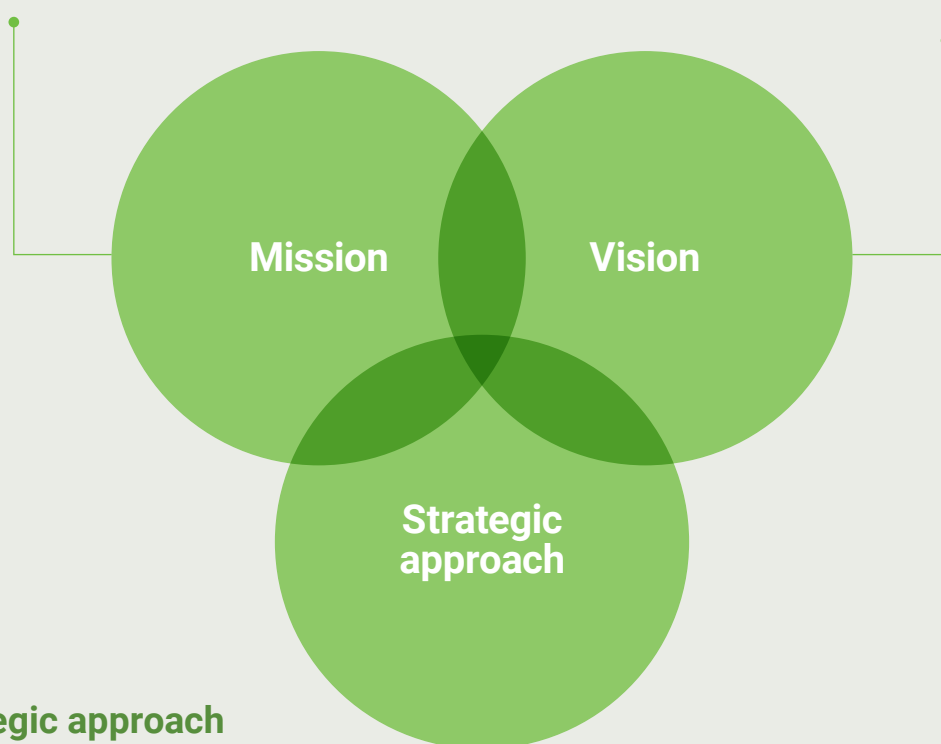 Mission
Vision
Strategic
approach
egic approach